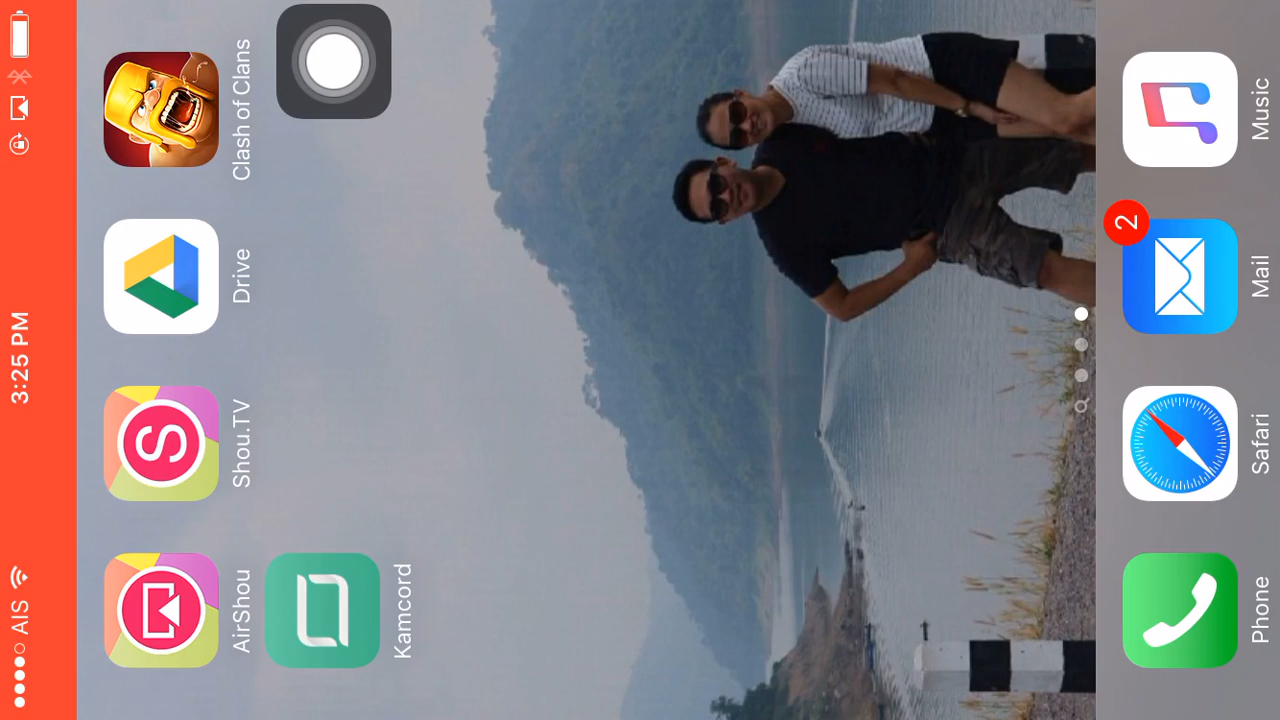 AIS
3:25 PM
AirShou
Shou.TV
Drive
Clash of Clans
Kamcord
2
Phone
Safari
Mail
Music